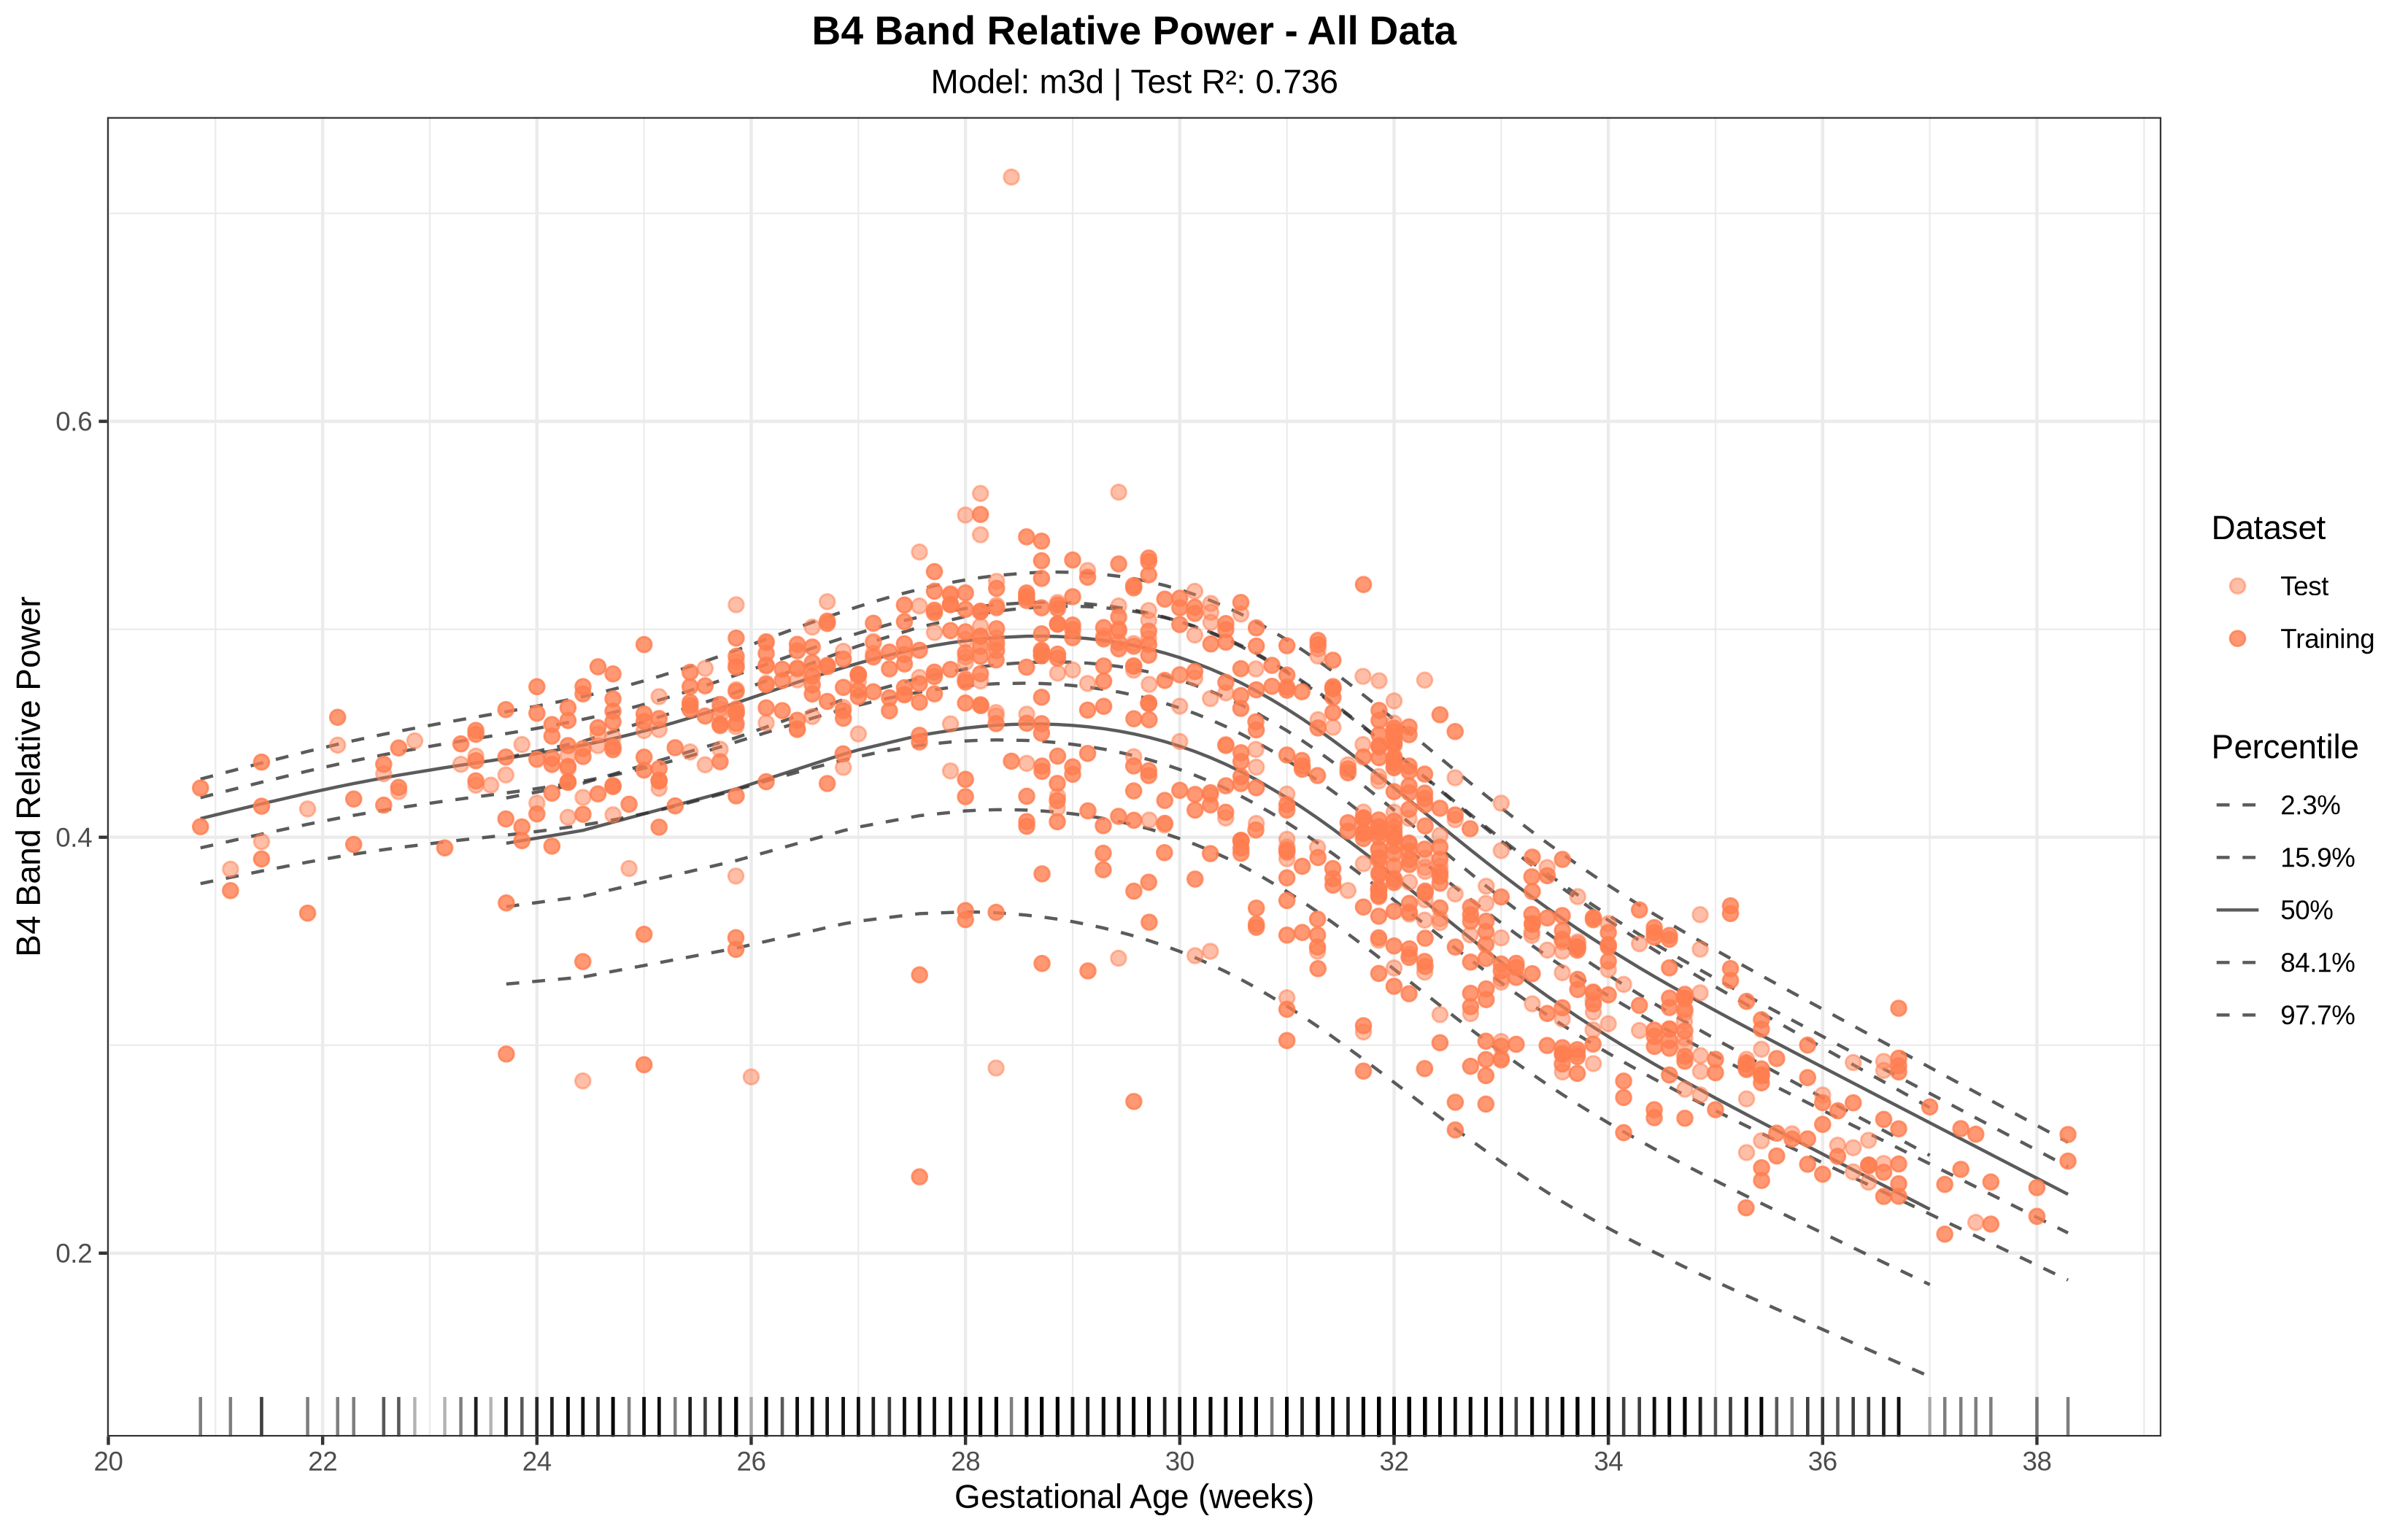 B4 Band Relative Power - All Data
Model: m3d | Test R²: 0.736
B4 Band Relative Power
0.6
0.4
0.2
20 22 24 26 28 30 32 34 36 38
Gestational Age (weeks)
Dataset
Test
Training
Percentile
2.3%
15.9%
50%
84.1%
97.7%